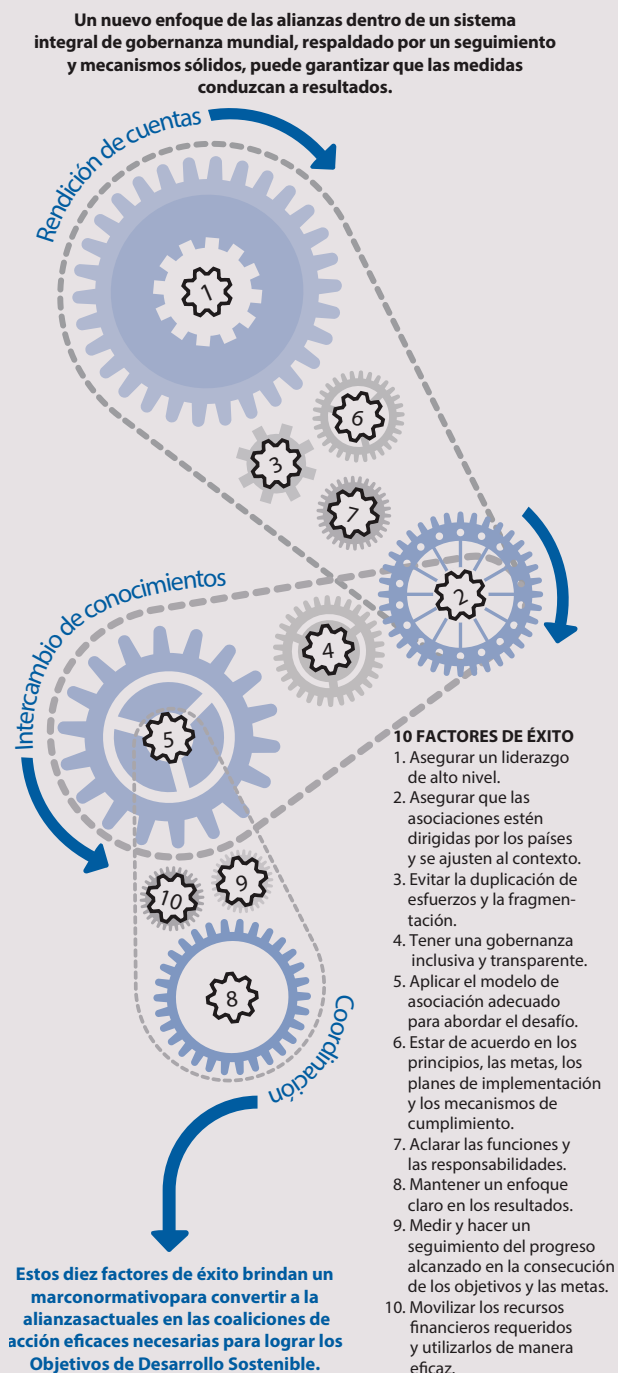 Un nuevo enfoque de las alianzas dentro de un sistema
integral de gobernanza mundial, respaldado por un seguimiento
y mecanismos sólidos, puede garantizar que las medidas
conduzcan a resultados.
Rendición de cuentas
1
6
3
7
2
Intercambio de conocimientos
4
5
10
9
8
Coordinación
10 FACTORES DE ÉXITO
1. Asegurar un liderazgo
de alto nivel.
2. Asegurar que las
asociaciones estén
dirigidas por los países
y se ajusten al contexto.
3. Evitar la duplicación de
esfuerzos y la fragmen-
tación.
4. Tener una gobernanza
inclusiva y transparente.
5. Aplicar el modelo de
asociación adecuado
para abordar el desafío.
6. Estar de acuerdo en los
principios, las metas, los
planes de implementación
y los mecanismos de
cumplimiento.
7. Aclarar las funciones y
las responsabilidades.
8. Mantener un enfoque
claro en los resultados.
9. Medir y hacer un
seguimiento del progreso
alcanzado en la consecución
de los objetivos y las metas.
10. Movilizar los recursos
financieros requeridos
y utilizarlos de manera
eficaz.
Estos diez factores de éxito brindan un
marconormativopara convertir a la
alianzasactuales en las coaliciones de
acción eficaces necesarias para lograr los
Objetivos de Desarrollo Sostenible.